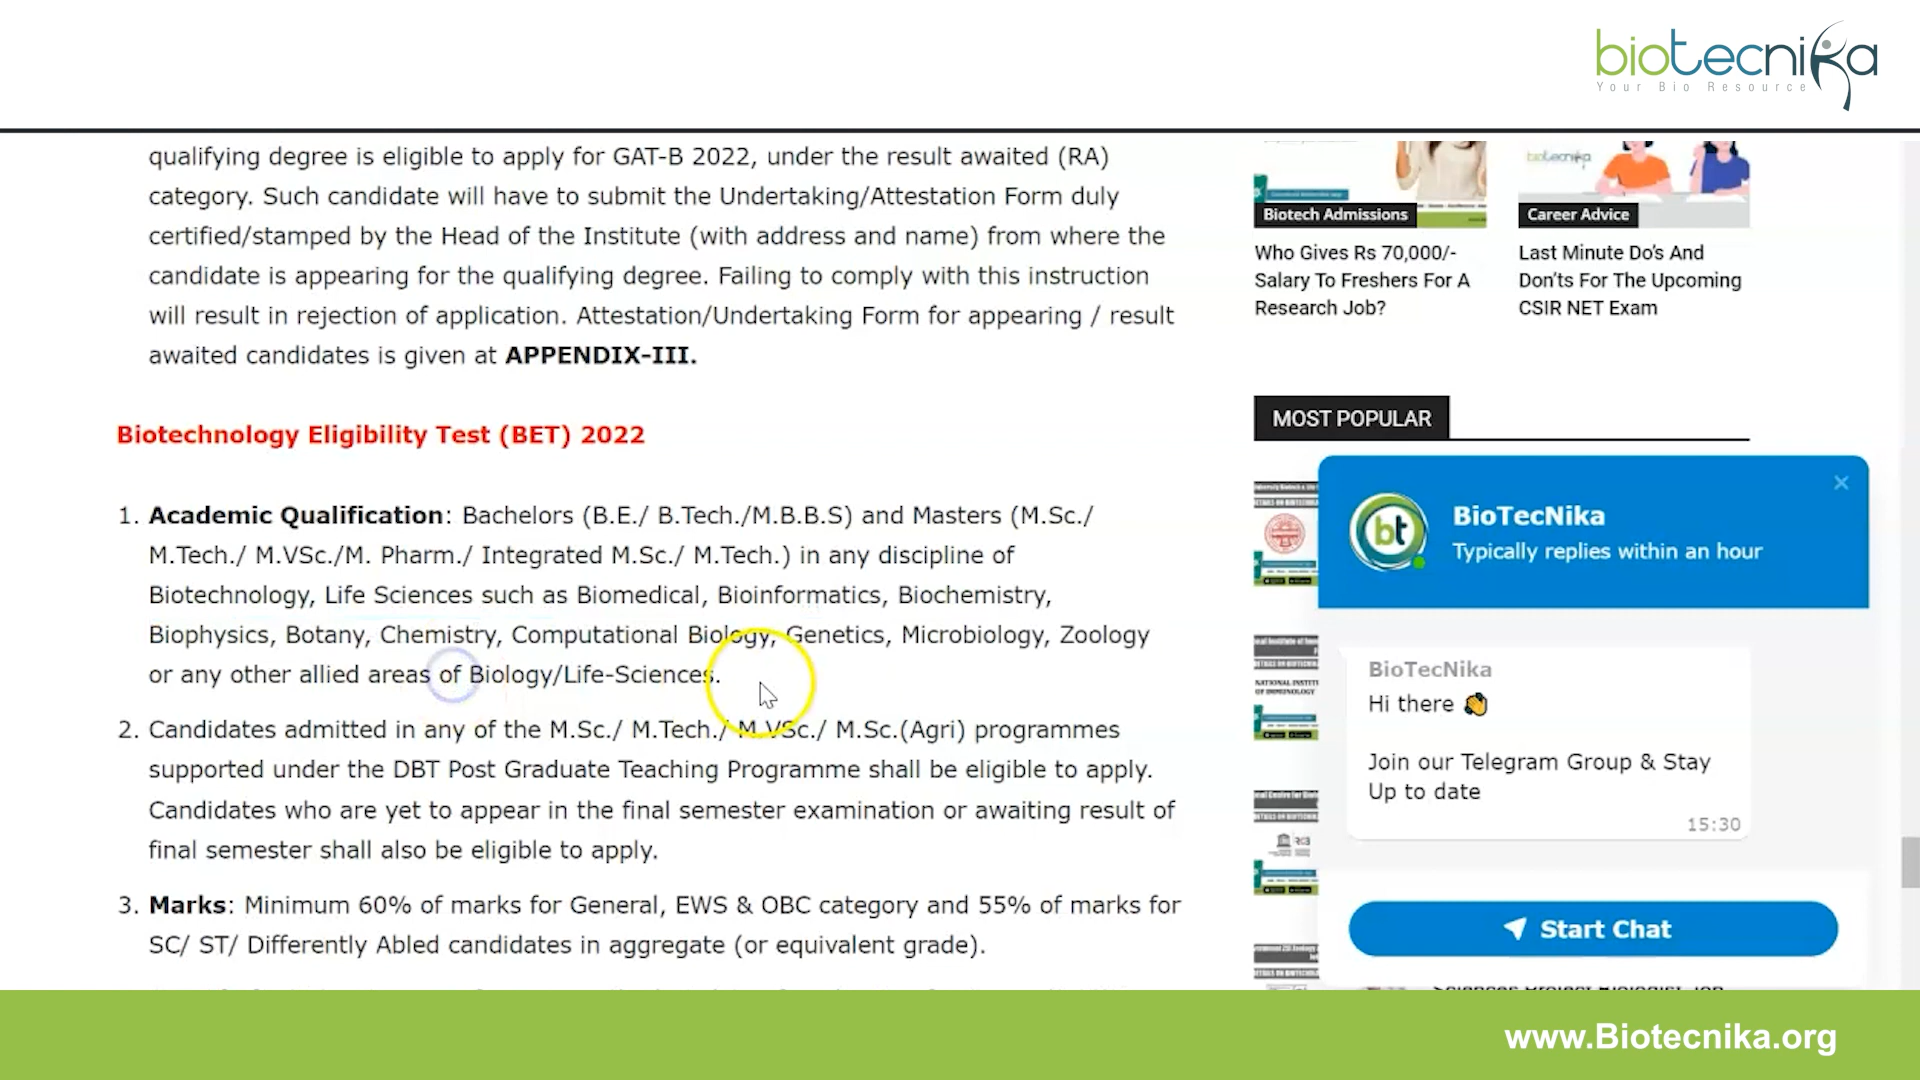 biotecnika
Your Bio Resource
qualifying degree is eligible to apply for GAT-B 2022, under the result awaited (RA)
category. Such candidate will have to submit the Undertaking/Attestation Form duly
certified/stamped by the Head of the Institute (with address and name) from where the
candidate is appearing for the qualifying degree. Failing to comply with this instruction
will result in rejection of application. Attestation/Undertaking Form for appearing / result
awaited candidates is given at APPENDIX-III.
Biotechnology Eligibility Test (BET) 2022
1. Academic Qualification: Bachelors (B.E./ B.Tech./M.B.B.S) and Masters (M.Sc./
M.Tech./ M.VSc./M. Pharm./ Integrated M.Sc./ M.Tech.) in any discipline of
Biotechnology, Life Sciences such as Biomedical, Bioinformatics, Biochemistry,
Biophysics, Botany, Chemistry, Computational Biology, Genetics, Microbiology, Zoology
or any other allied areas of Biology/Life-Sciences.
2. Candidates admitted in any of the M.Sc./ M.Tech./ M.VSc./ M.Sc.(Agri) programmes
supported under the DBT Post Graduate Teaching Programme shall be eligible to apply.
Candidates who are yet to appear in the final semester examination or awaiting result of
final semester shall also be eligible to apply.
3. Marks: Minimum 60% of marks for General, EWS & OBC category and 55% of marks for
SC/ ST/ Differently Abled candidates in aggregate (or equivalent grade).
biotecnika
Biotech Admissions
Who Gives Rs 70,000/-
Salary To Freshers For A
Research Job?
Career Advice
Last Minute Do's And
Don'ts For The Upcoming
CSIR NET Exam
MOST POPULAR
NATIONAL INSTIT
OF IMMUNOLOGY
bt
BioTecNika
Typically replies within an hour
BioTecNika
Hi there
Join our Telegram Group & Stay
Up to date
15:30
Start Chat
www.Biotecnika.org